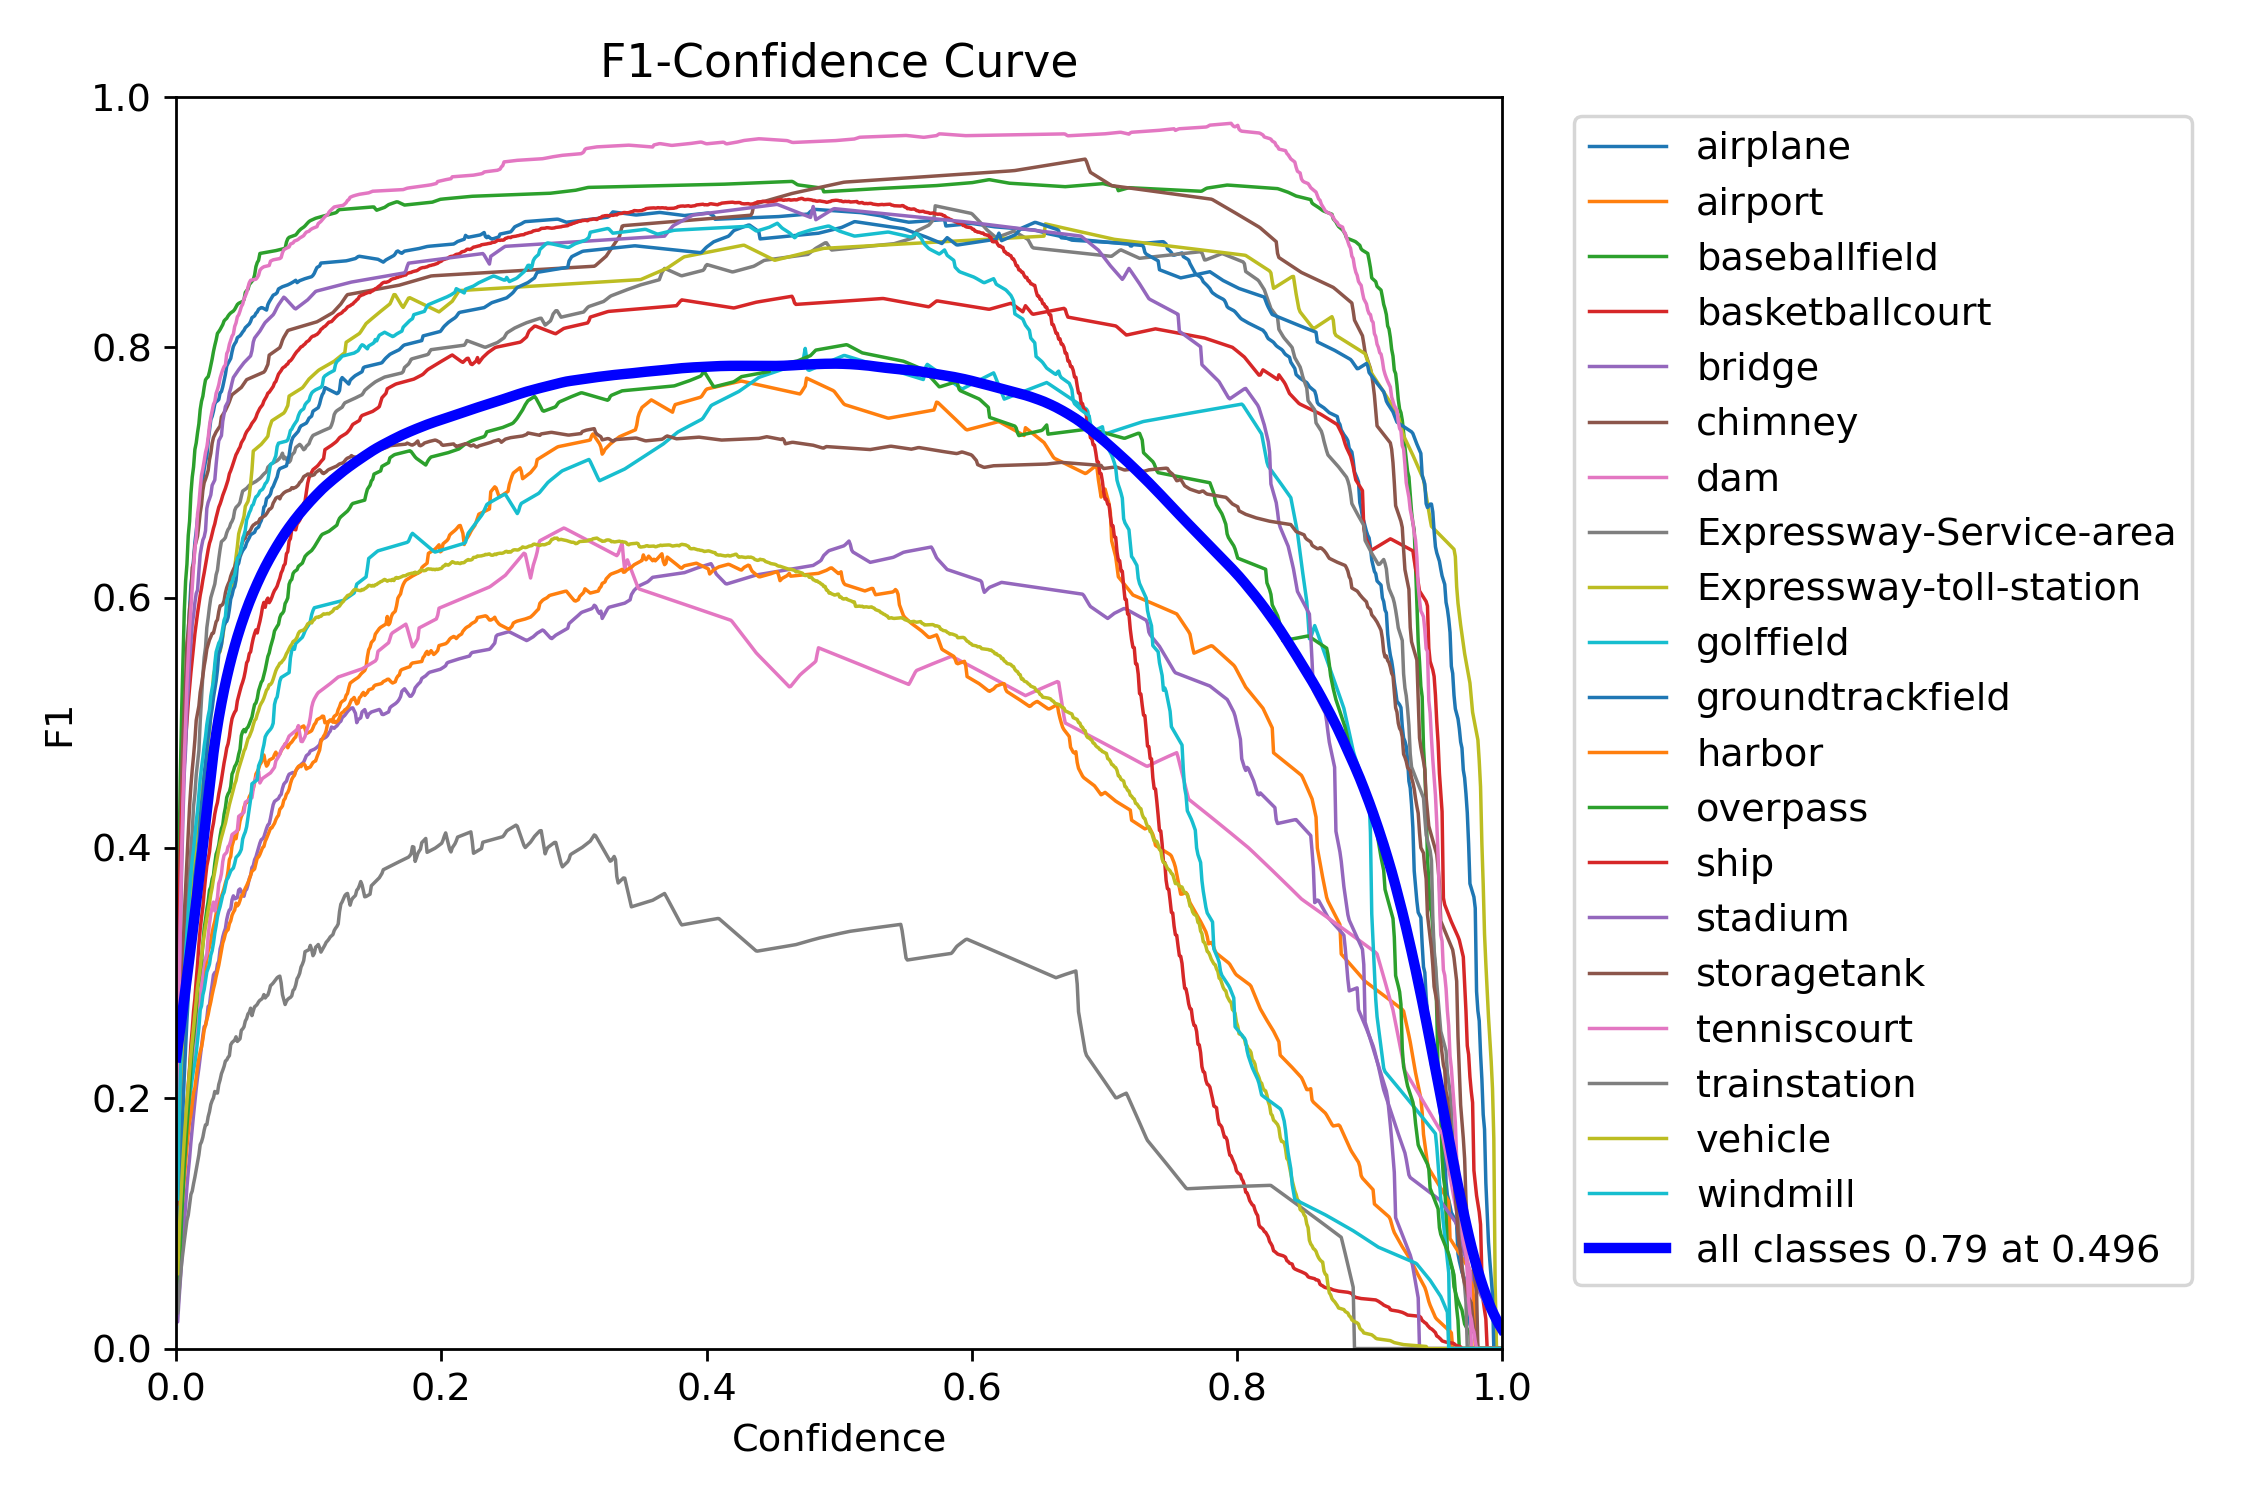 F1-Confidence Curve
1.0
0.8
0.6
0.4
0.2
0.0
F1
0.0 0.2 0.4 0.6 0.8 1.0
Confidence
airplane
airport
baseballfield
basketballcourt
bridge
chimney
dam
Expressway-Service-area
Expressway-toll-station
golffield
groundtrackfield
harbor
overpass
ship
stadium
storagetank
tenniscourt
trainstation
vehicle
windmill
all classes 0.79 at 0.496